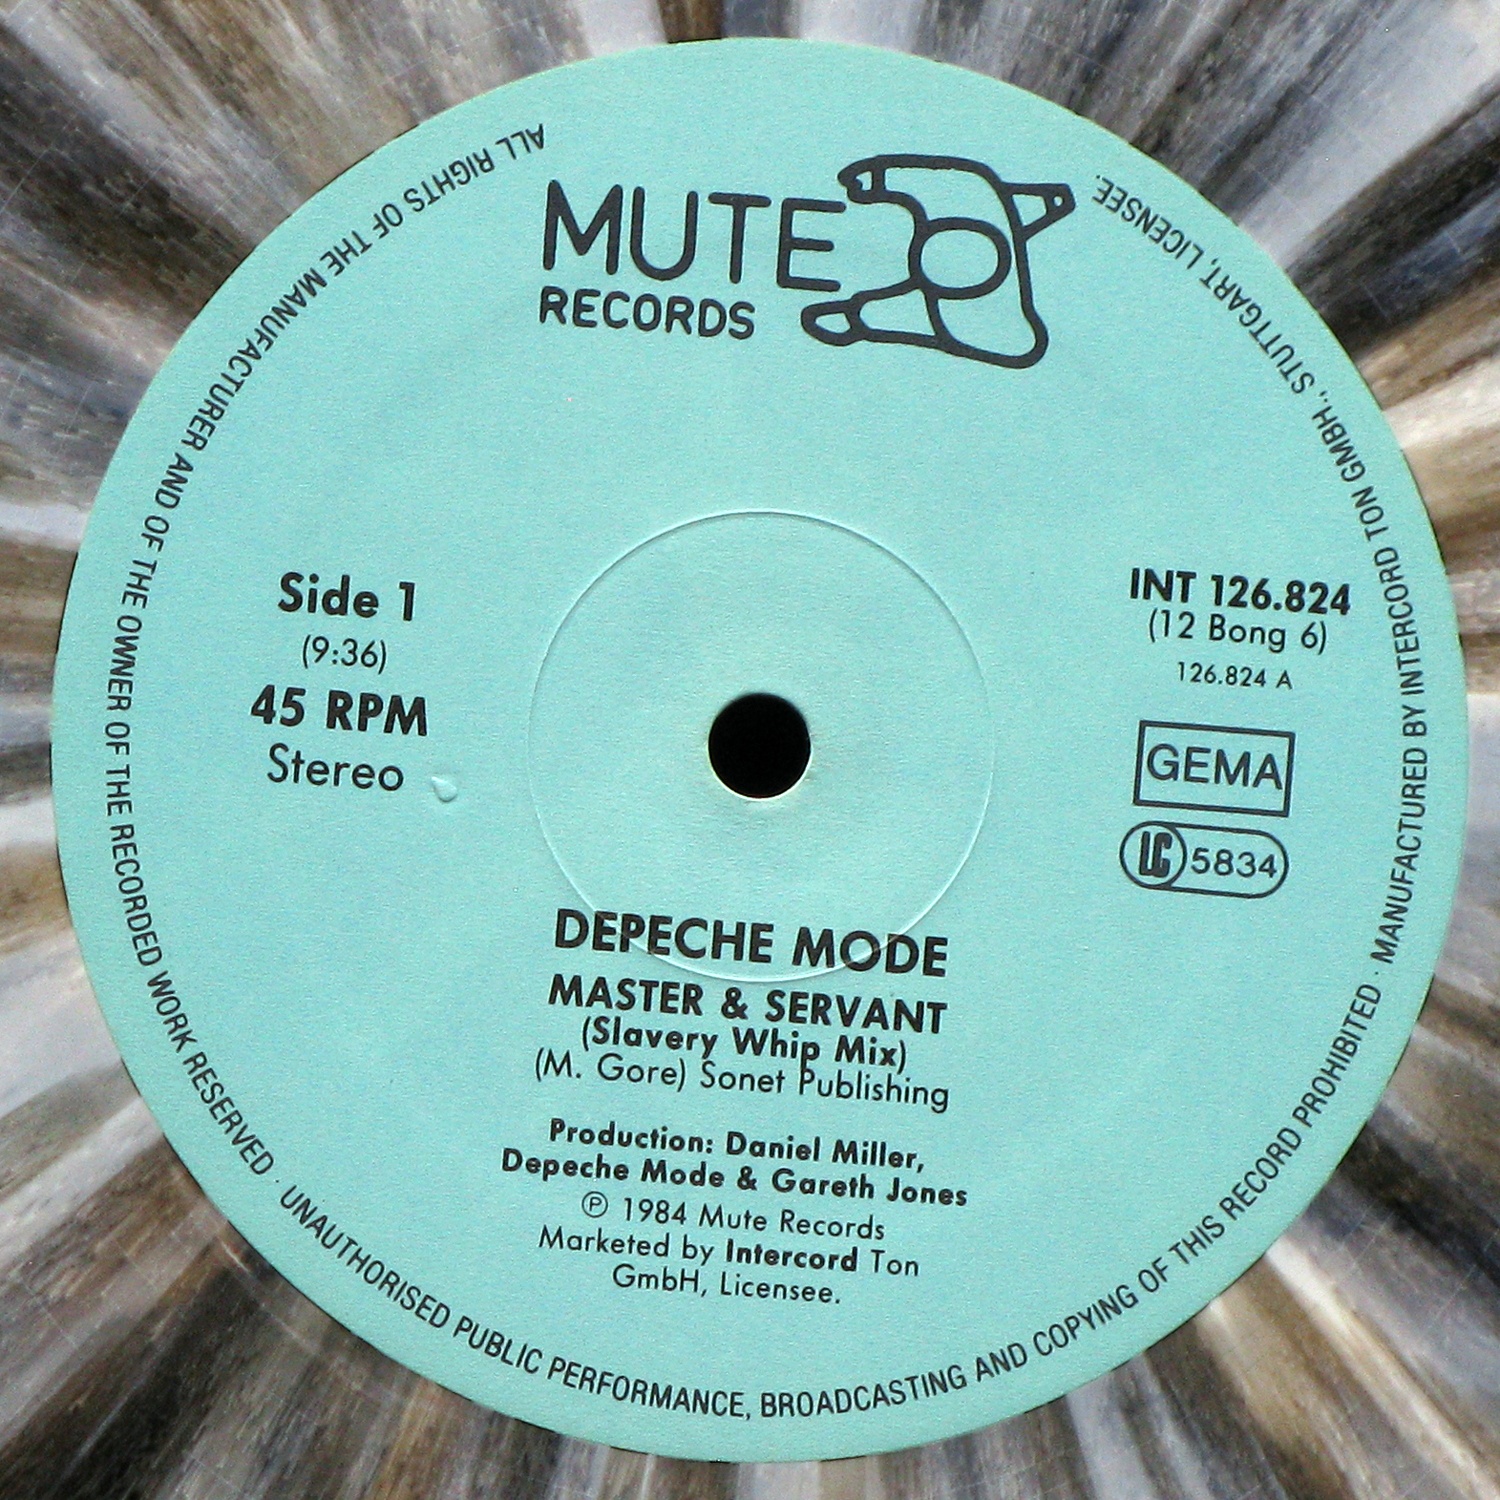 MUTE
RECORDS
Side 1
(9:36)
45 RPM
Stereo
INT 126.824
(12 Bong 6)
126.824 A
GEMA
LC 5834
DEPECHE MODE
MASTER & SERVANT
(Slavery Whip Mix)
(M. Gore) Sonet Publishing
Production: Daniel Miller,
Depeche Mode & Gareth Jones
℗ 1984 Mute Records
Marketed by Intercord Ton
GmbH, Licensee.
ALL RIGHTS OF THE MANUFACTURER AND OF THE OWNER OF THE RECORDED WORK RESERVED · UNAUTHORISED PUBLIC PERFORMANCE, BROADCASTING AND COPYING OF THIS RECORD PROHIBITED · MANUFACTURED BY INTERCORD TON GMBH., STUTTGART, LICENSEE.